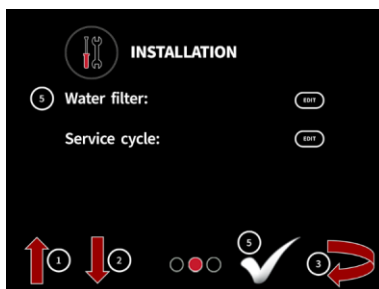 INSTALLATION
5 Water filter: EDIT
Service cycle: EDIT
5
1 2 3